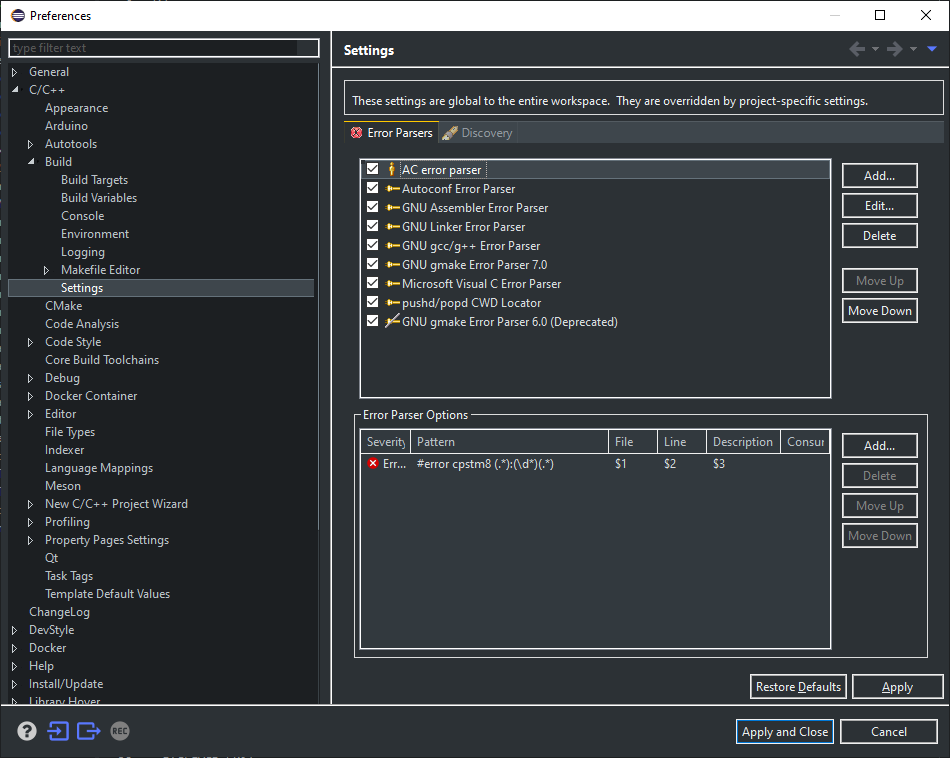 Preferences
type filter text
General
C/C++
Appearance
Arduino
Autotools
Build
Build Targets
Build Variables
Console
Environment
Logging
Makefile Editor
Settings
CMake
Code Analysis
Code Style
Core Build Toolchains
Debug
Docker Container
Editor
File Types
Indexer
Language Mappings
Meson
New C/C++ Project Wizard
Profiling
Property Pages Settings
Qt
Task Tags
Template Default Values
ChangeLog
DevStyle
Docker
Help
Install/Update
Library Hover
Settings
These settings are global to the entire workspace. They are overridden by project-specific settings.
Error Parsers Discovery
AC error parser
Autoconf Error Parser
GNU Assembler Error Parser
GNU Linker Error Parser
GNU gcc/g++ Error Parser
GNU gmake Error Parser 7.0
Microsoft Visual C Error Parser
pushd/popd CWD Locator
GNU gmake Error Parser 6.0 (Deprecated)
Add...
Edit...
Delete
Move Up
Move Down
Error Parser Options
Severity Pattern File Line Description Consur
Err... #error cpstm8 (.*):(\d*)(.*) $1 $2 $3
Add...
Delete
Move Up
Move Down
Restore Defaults Apply
? REC Apply and Close Cancel